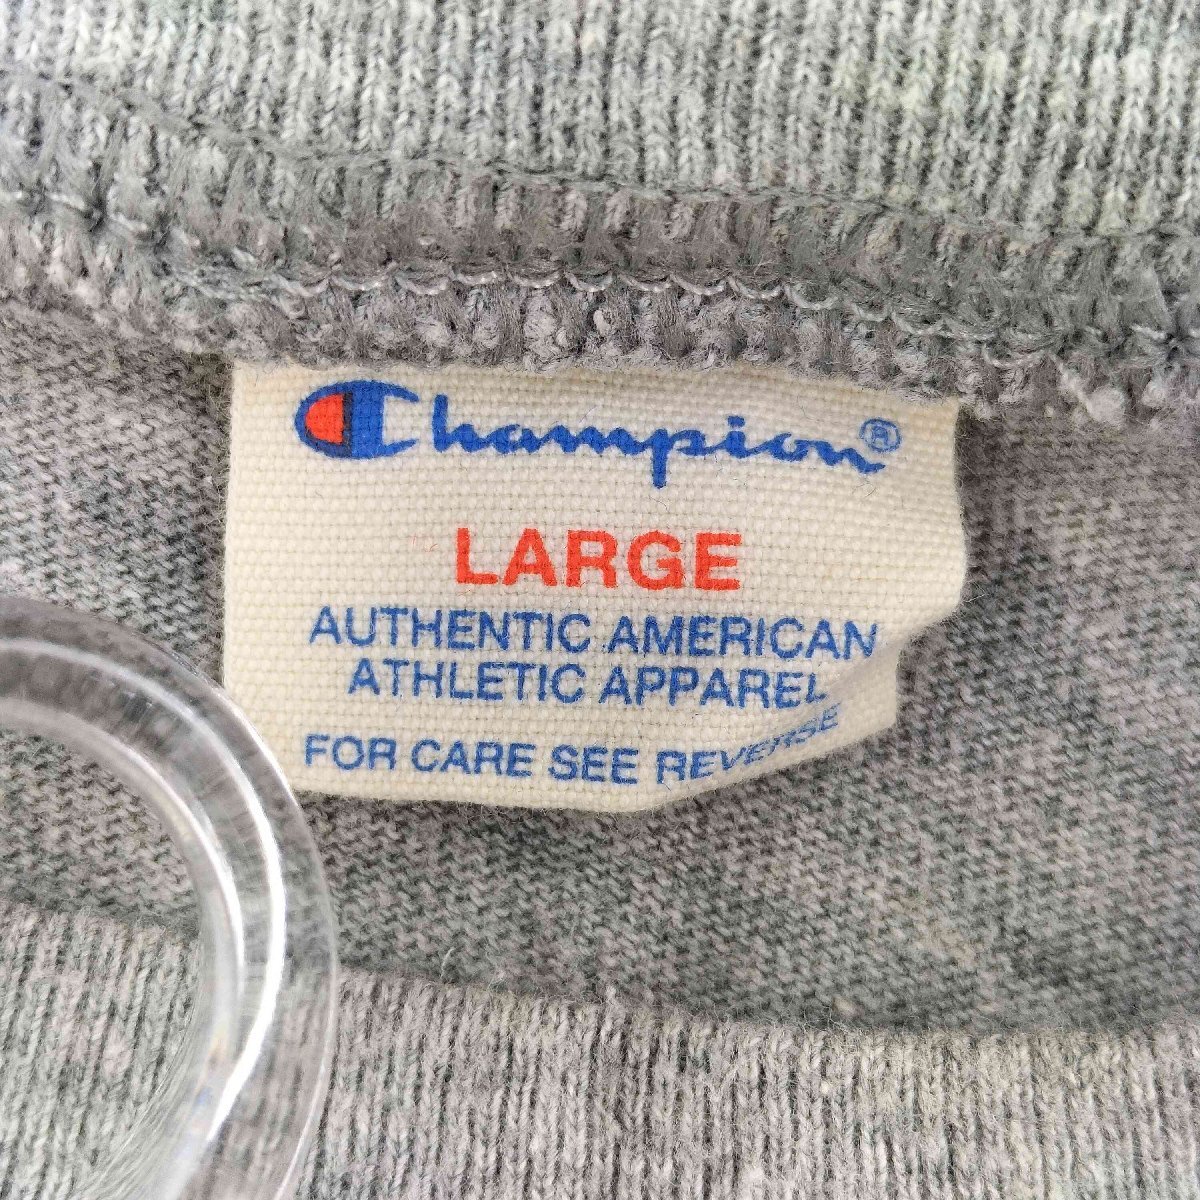 Champion®
LARGE
AUTHENTIC AMERICAN
ATHLETIC APPAREL
FOR CARE SEE REVERSE